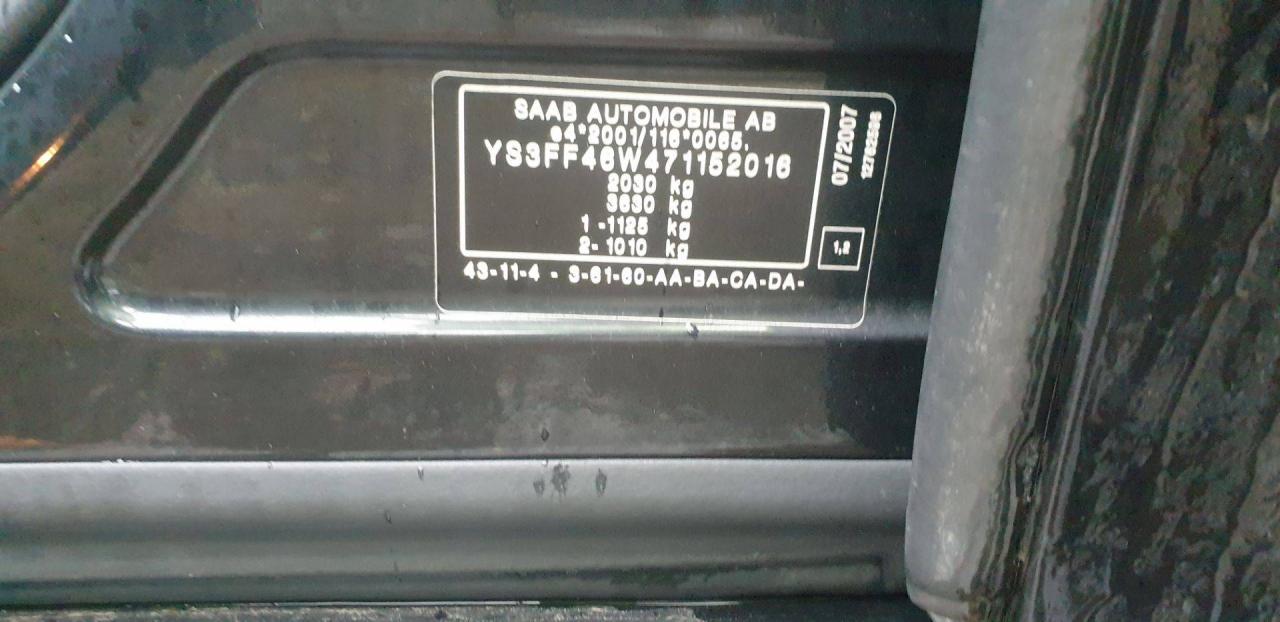 SAAB AUTOMOBILE AB
e4*2001/116*0065.
YS3FF46W471152016
2030 kg
3630 kg
1 -1125 kg
2- 1010 kg
43-11-4 - 3-61-60-AA-BA-CA-DA-
07/2007
1,2